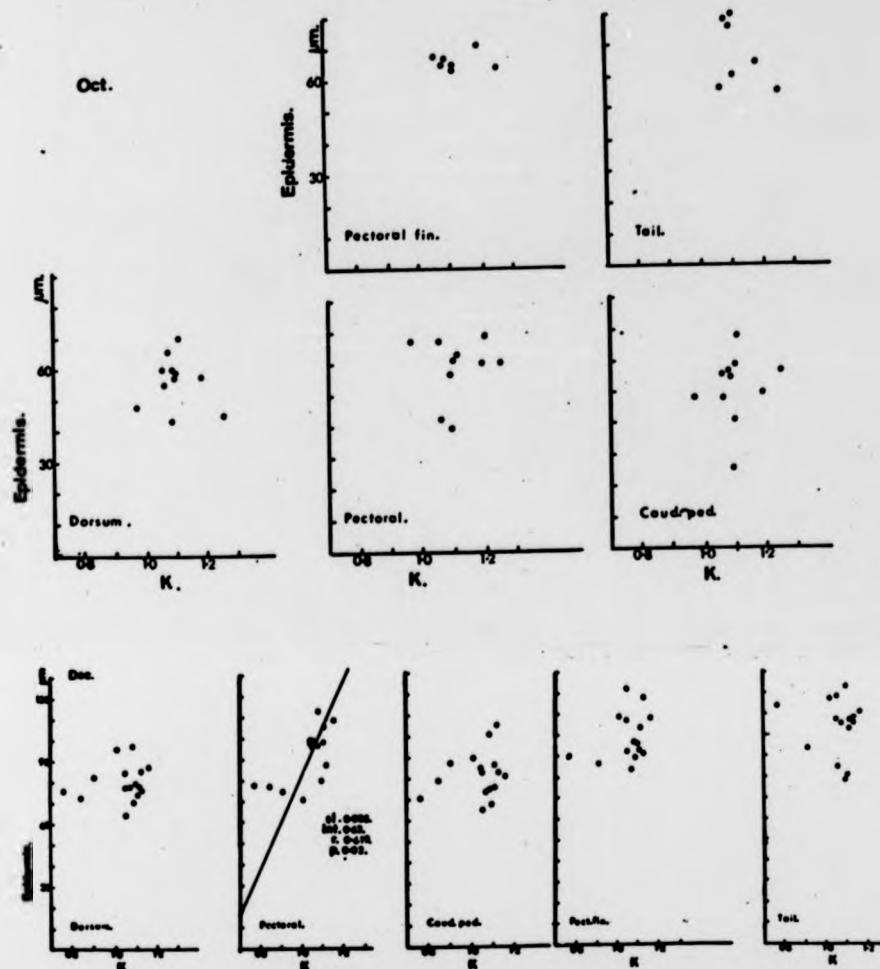 Oct.
Epidermis.
µm.
60
30
Pectoral fin.
Tail.
Epidermis.
µm.
60
30
Dorsum.
0·8 1·0 1·2
K.
Pectoral.
0·8 1·0 1·2
K.
Caud. ped.
0·8 1·0 1·2
K.
Dec.
Dorsum.
K
Pectoral.
r. 0·619.
K
Caud. ped.
K
Pect. fin.
K
Tail.
K